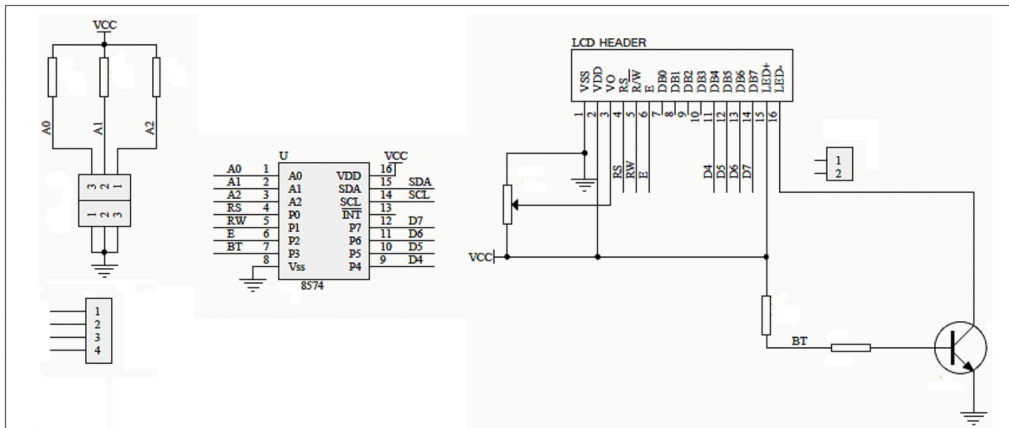 VCC
A0
A1
A2
3 2 1
1 2 3
1
2
3
4
U
A0 1 A0 VDD 16 VCC
A1 2 A1 SDA 15 SDA
A2 3 A2 SCL 14 SCL
RS 4 P0 INT 13
RW 5 P1 P7 12 D7
E 6 P2 P6 11 D6
BT 7 P3 P5 10 D5
8 Vss P4 9 D4
8574
LCD HEADER
VSS VDD VO RS R/W E DB0 DB1 DB2 DB3 DB4 DB5 DB6 DB7 LED+ LED-
1 2 3 4 5 6 7 8 9 10 11 12 13 14 15 16
RS RW E D4 D5 D6 D7
1
2
VCC
BT